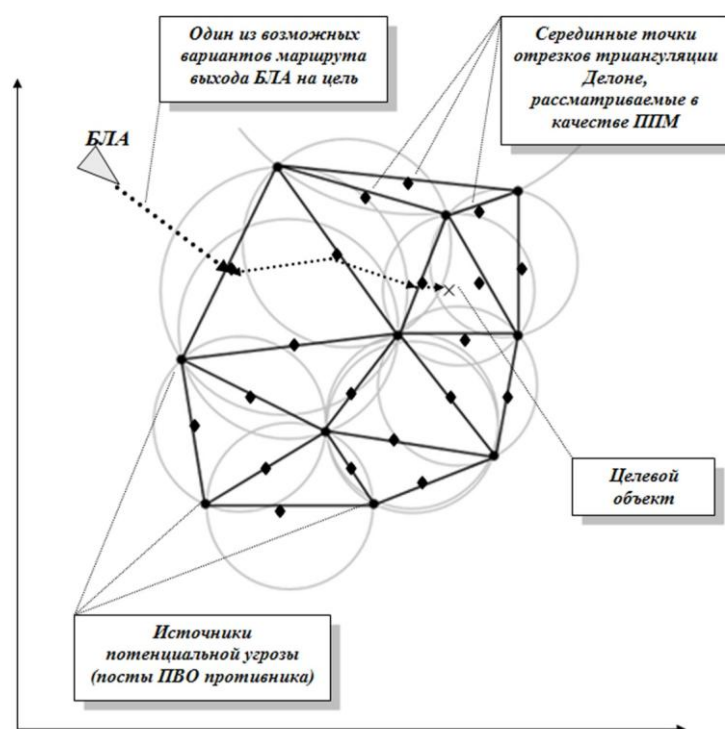 Один из возможных
вариантов маршрута
выхода БЛА на цель
Серединные точки
отрезков триангуляции
Делоне,
рассматриваемые в
качестве ППМ
БЛА
Целевой
объект
Источники
потенциальной угрозы
(посты ПВО противника)